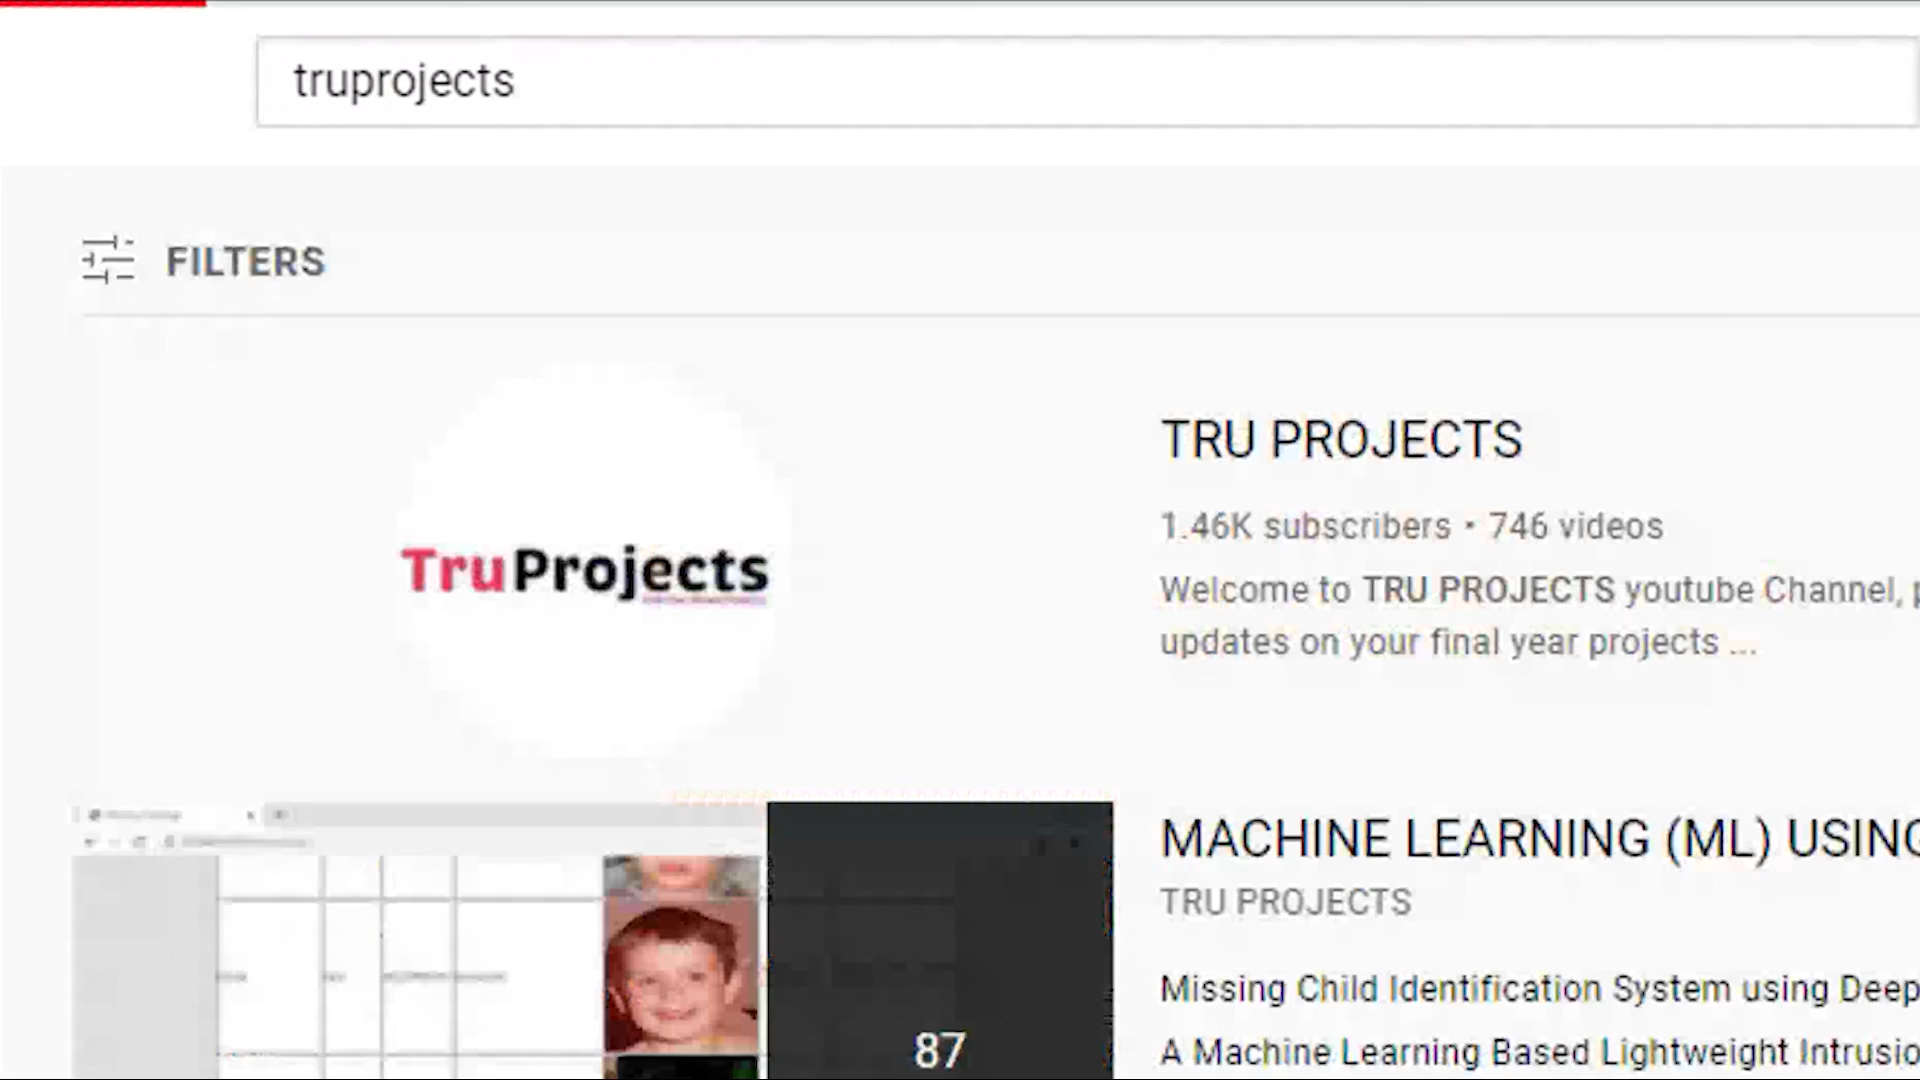 truprojects
FILTERS
TruProjects
TRU PROJECTS
1.46K subscribers • 746 videos
Welcome to TRU PROJECTS youtube Channel,
updates on your final year projects ...
MACHINE LEARNING (ML) USING
TRU PROJECTS
Missing Child Identification System using Deep
A Machine Learning Based Lightweight
87